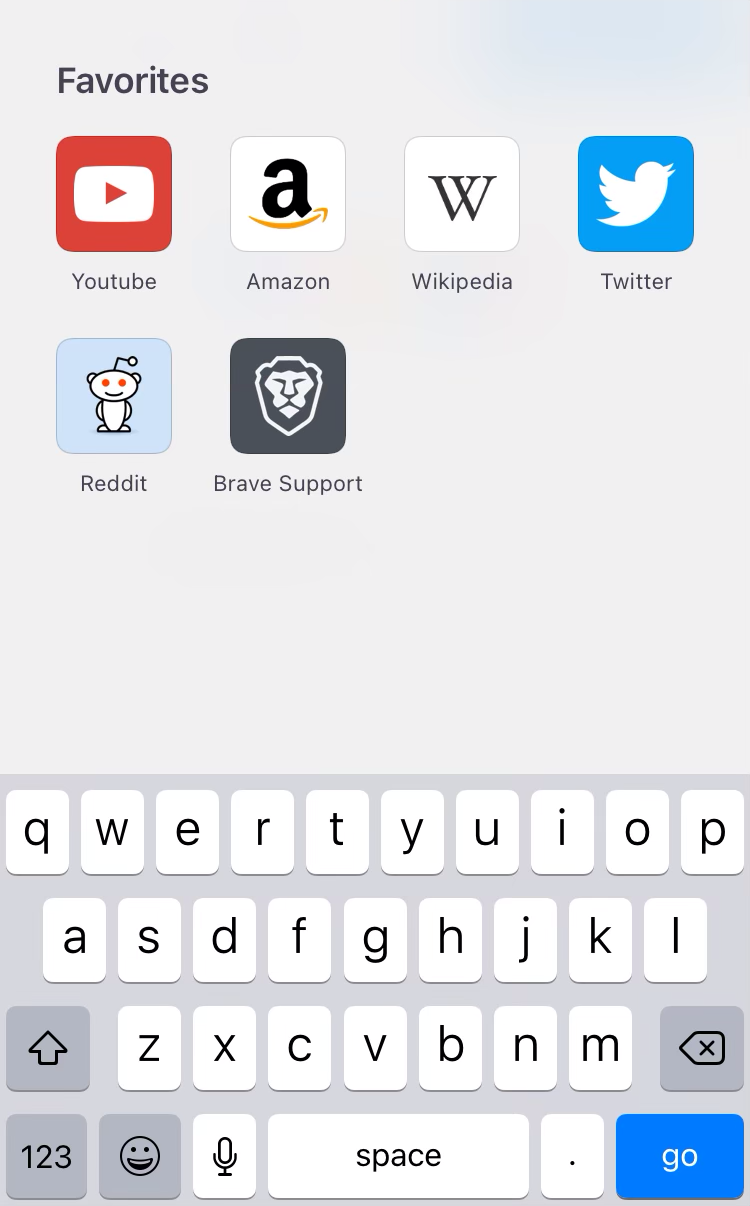 Favorites
a W
Youtube Amazon Wikipedia Twitter
Reddit Brave Support
q w e r t y u i o p
a s d f g h j k l
z x c v b n m
123 space . go